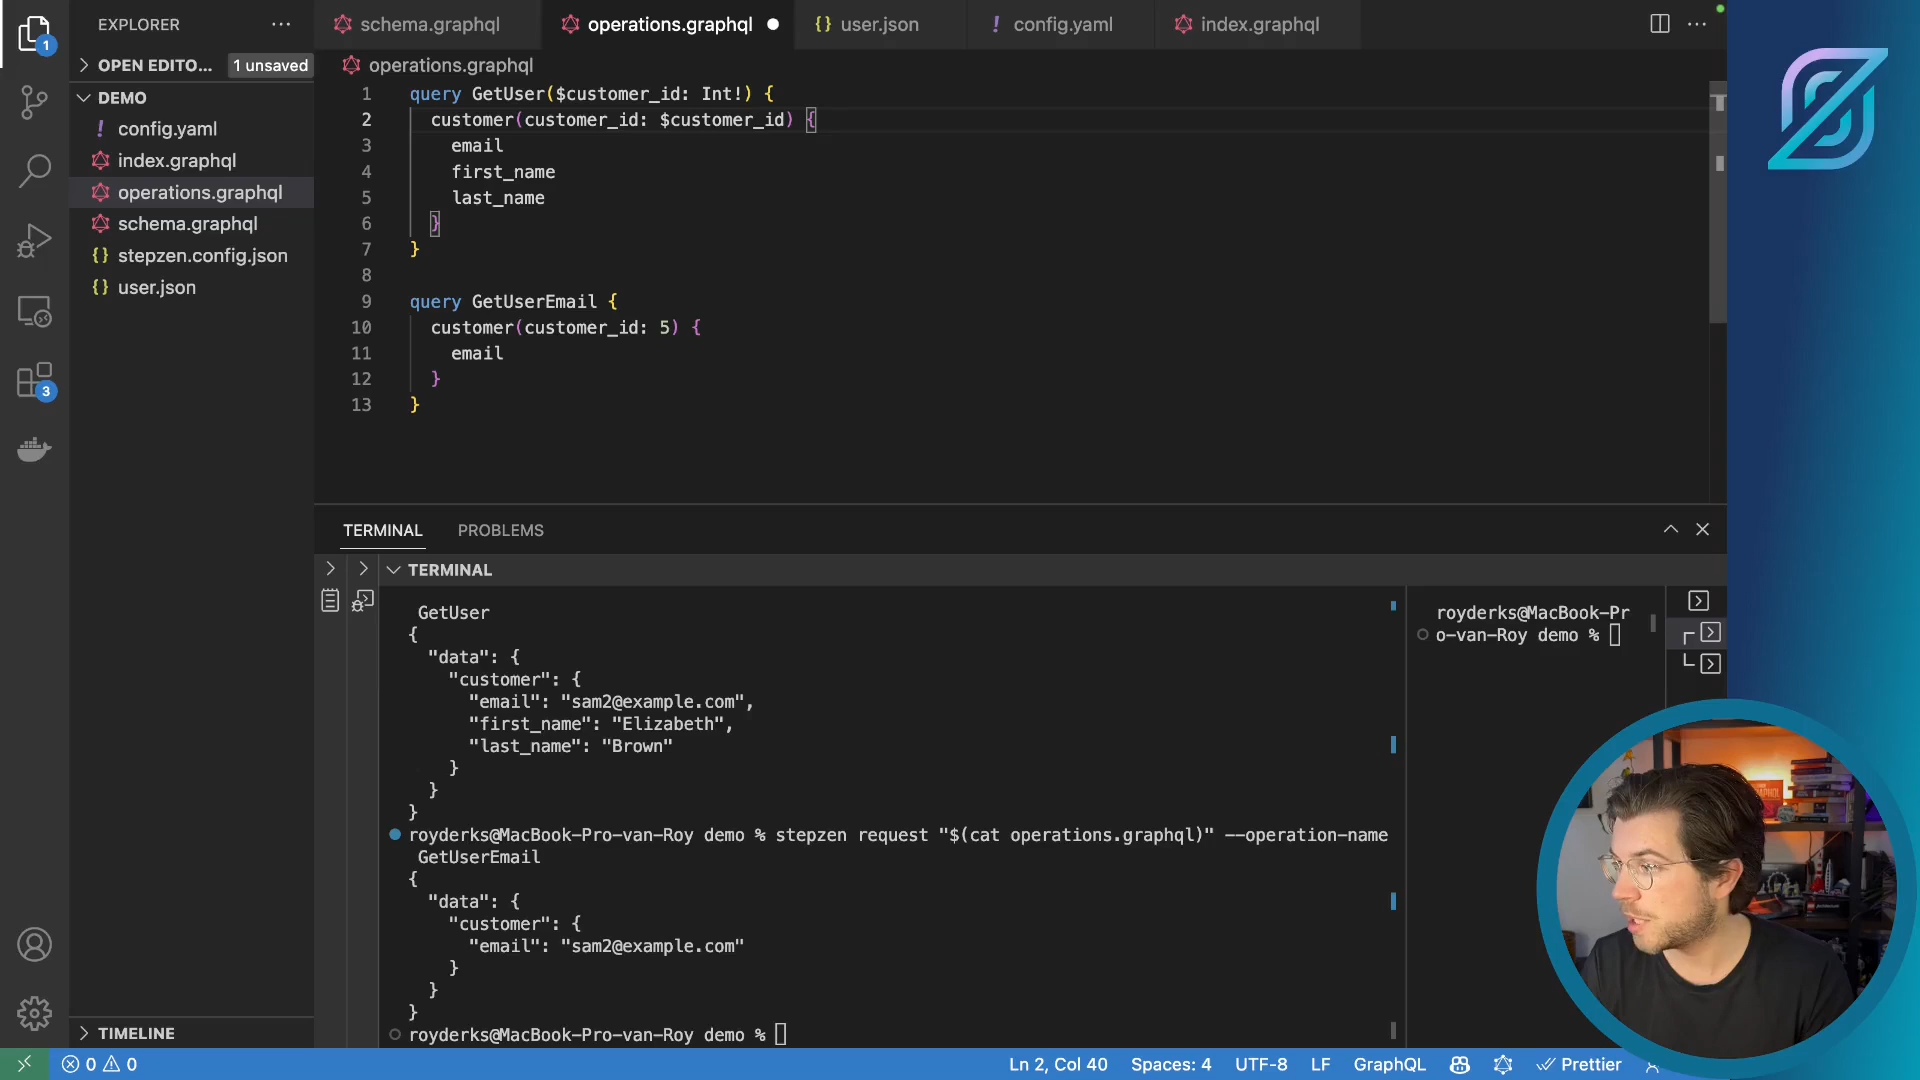 EXPLORER
schema.graphql
operations.graphql
{} user.json
! config.yaml
index.graphql
OPEN EDITO... 1 unsaved
operations.graphql
DEMO
! config.yaml
index.graphql
operations.graphql
schema.graphql
{} stepzen.config.json
{} user.json
1
3
1 query GetUser($customer_id: Int!) {
2 customer(customer_id: $customer_id) {
3 email
4 first_name
5 last_name
6 }
7 }
8
9 query GetUserEmail {
10 customer(customer_id: 5) {
11 email
12 }
13 }
TERMINAL PROBLEMS
TERMINAL
GetUser
{
"data": {
"customer": {
"email": "sam2@example.com",
"first_name": "Elizabeth",
"last_name": "Brown"
}
}
}
royderks@MacBook-Pro-van-Roy demo % stepzen request "$(cat operations.graphql)" --operation-name
GetUserEmail
{
"data": {
"customer": {
"email": "sam2@example.com"
}
}
}
royderks@MacBook-Pro-van-Roy demo %
royderks@MacBook-Pr
o-van-Roy demo %
TIMELINE
0 0
Ln 2, Col 40 Spaces: 4 UTF-8 LF GraphQL Prettier